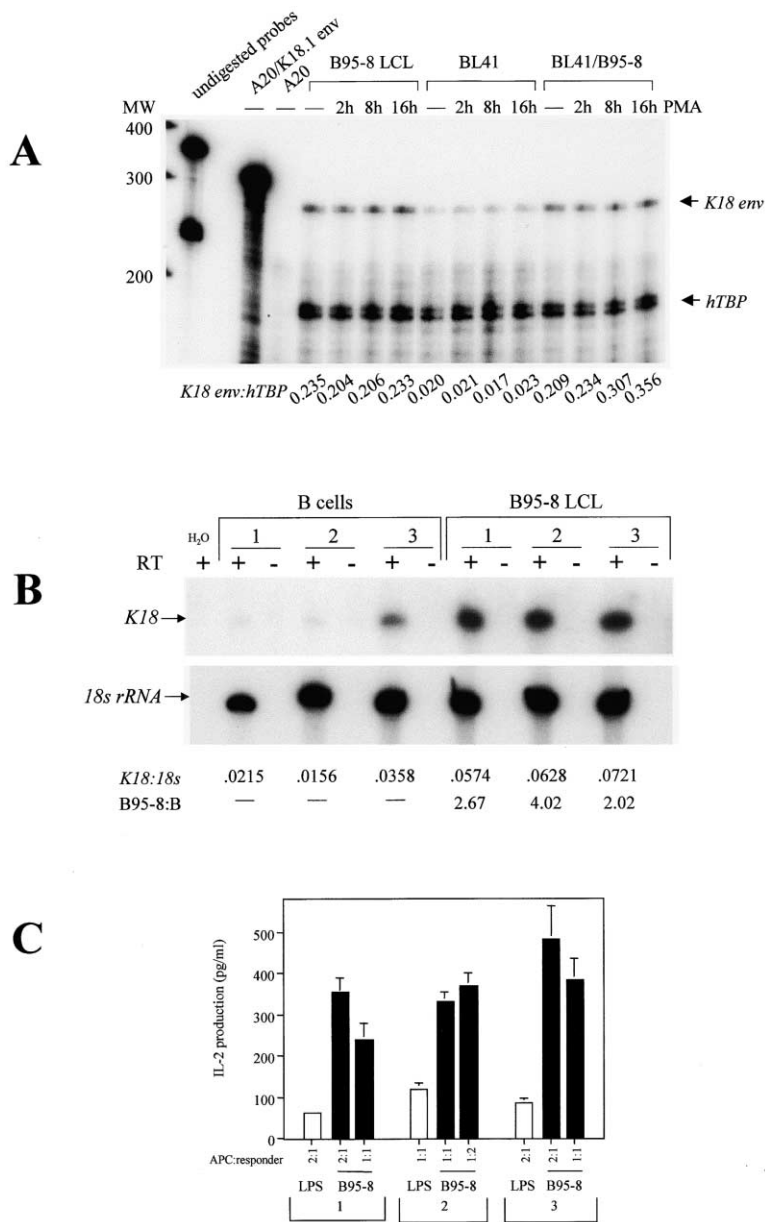 A
undigested probes
A20/K18.1 env
A20
B95-8 LCL BL41 BL41/B95-8
MW — — — 2h 8h 16h — 2h 8h 16h — 2h 8h 16h PMA
400
300
200
K18 env
hTBP
K18 env:hTBP 0.235 0.204 0.206 0.233 0.020 0.021 0.017 0.023 0.209 0.234 0.307 0.356
B
B cells B95-8 LCL
H2O 1 2 3 1 2 3
RT + + - + - + - + - + - + -
K18
18s rRNA
K18:18s .0215 .0156 .0358 .0574 .0628 .0721
B95-8:B — — — 2.67 4.02 2.02
C
IL-2 production (pg/ml)
500
400
300
200
100
0
APC:responder 2:1 2:1 1:1 1:1 1:1 1:2 2:1 2:1 1:1
LPS B95-8 LPS B95-8 LPS B95-8
1 2 3